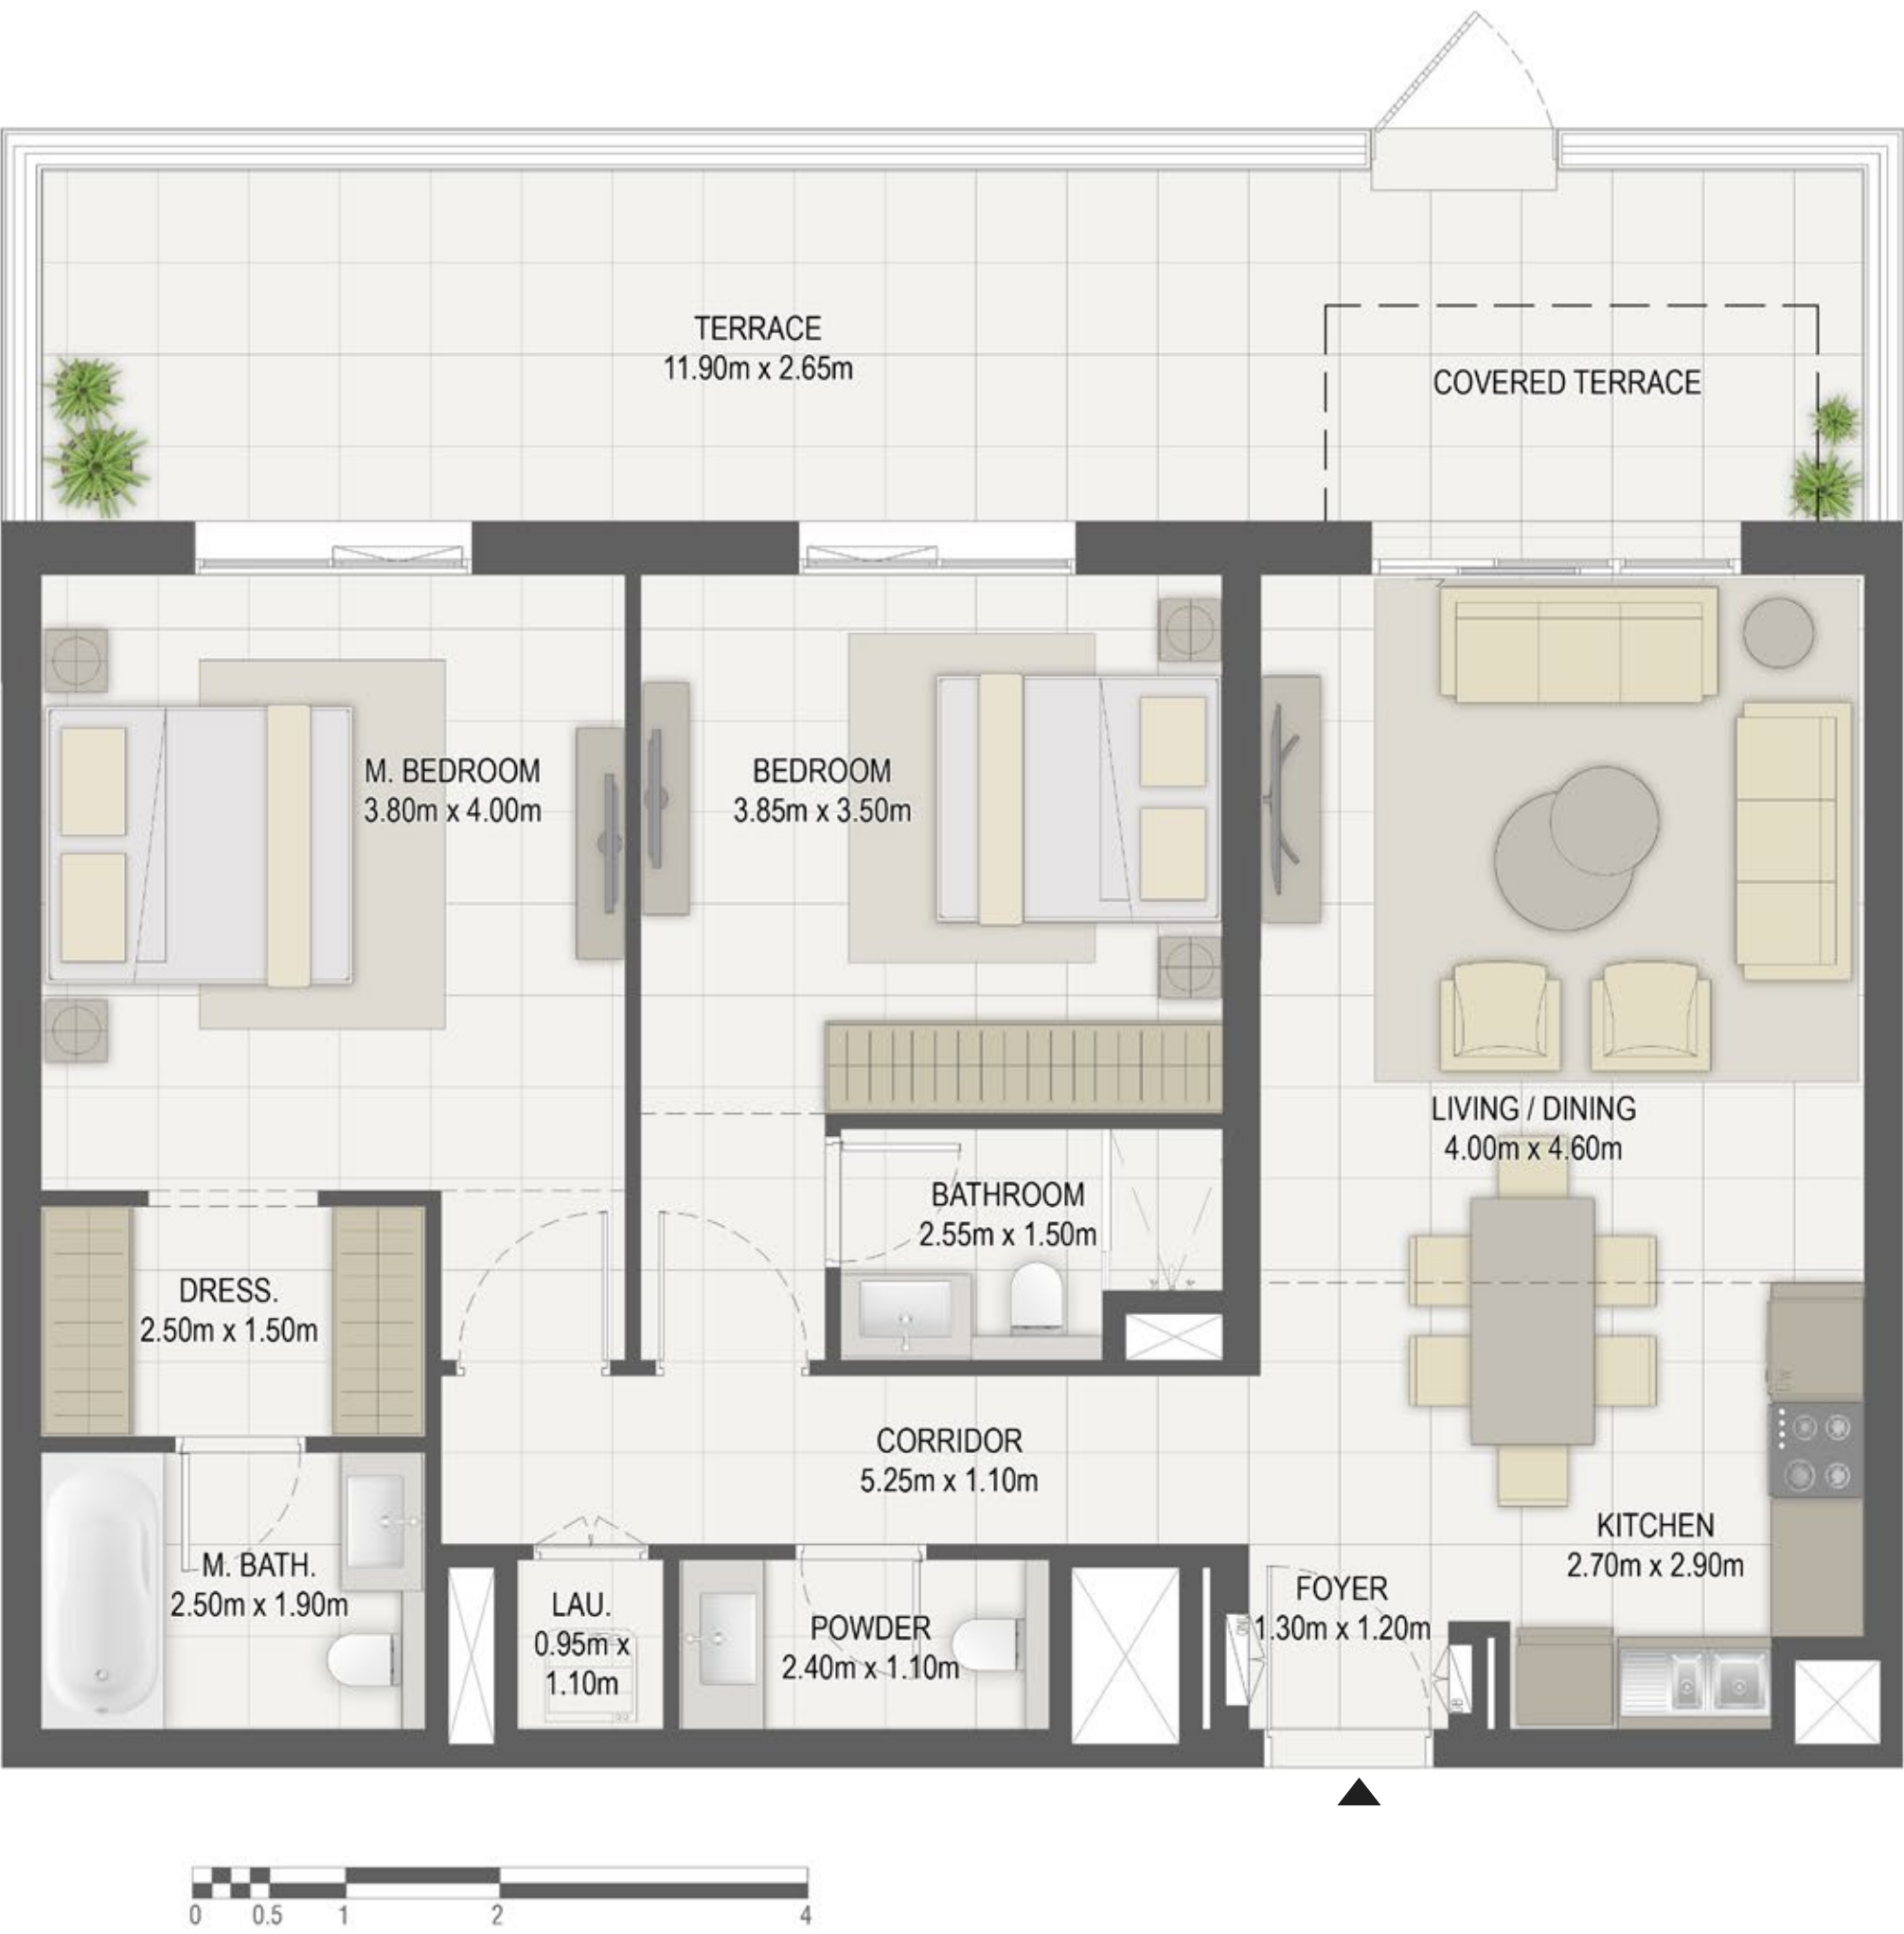 TERRACE
11.90m x 2.65m
COVERED TERRACE
M. BEDROOM
3.80m x 4.00m
BEDROOM
3.85m x 3.50m
LIVING / DINING
4.00m x 4.60m
BATHROOM
2.55m x 1.50m
DRESS.
2.50m x 1.50m
CORRIDOR
5.25m x 1.10m
KITCHEN
2.70m x 2.90m
M. BATH.
2.50m x 1.90m
LAU.
0.95m x
1.10m
POWDER
2.40m x 1.10m
FOYER
1.30m x 1.20m
0 0.5 1 2 4